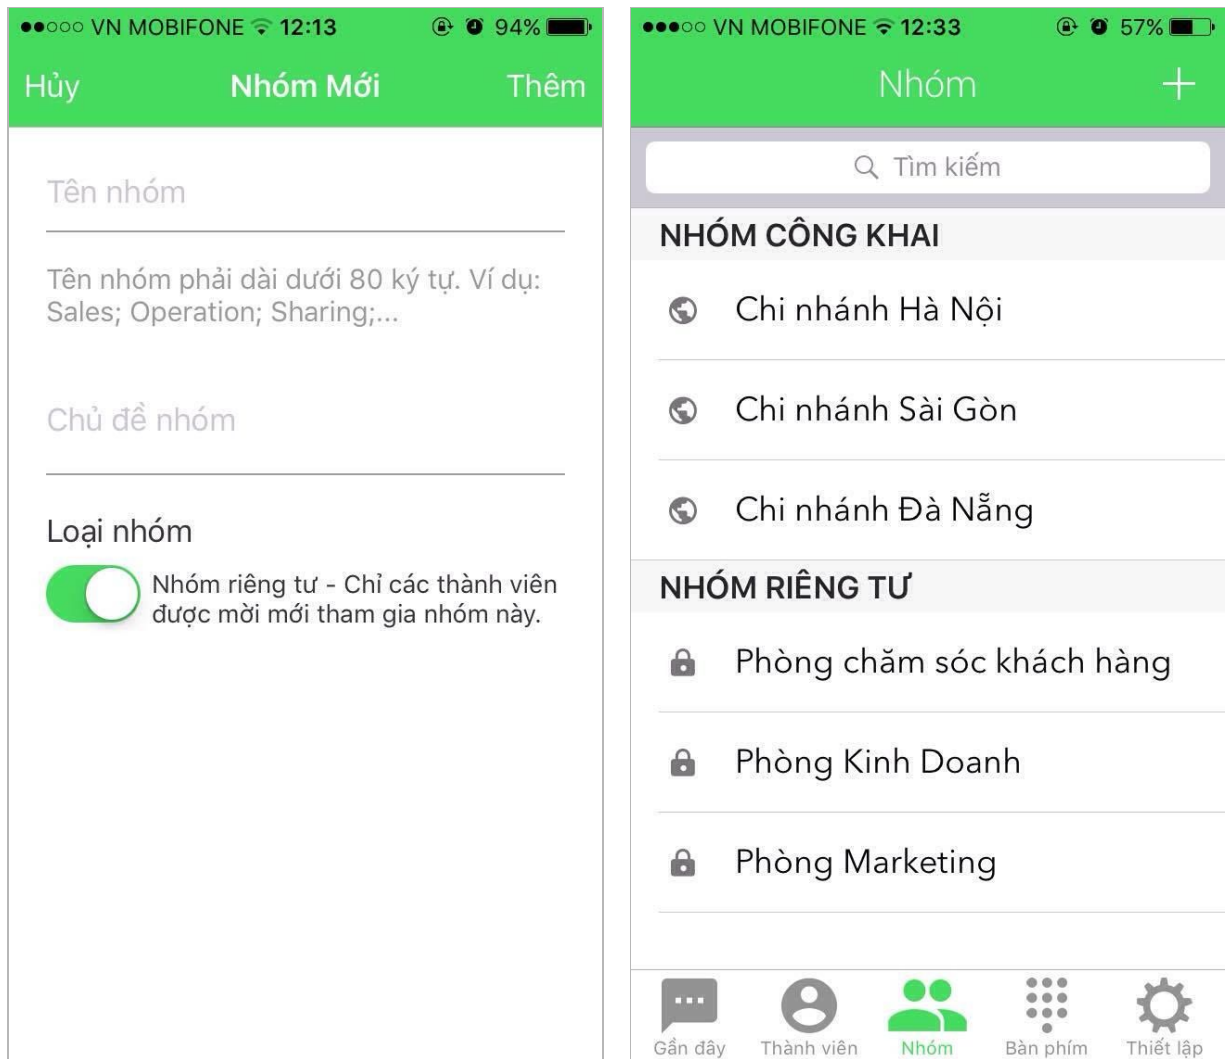 VN MOBIFONE 12:13 94%
Hủy Nhóm Mới Thêm
Tên nhóm
Tên nhóm phải dài dưới 80 ký tự. Ví dụ:
Sales; Operation; Sharing;...
Chủ đề nhóm
Loại nhóm
Nhóm riêng tư - Chỉ các thành viên
được mời mới tham gia nhóm này.
VN MOBIFONE 12:33 57%
Nhóm +
Tìm kiếm
NHÓM CÔNG KHAI
Chi nhánh Hà Nội
Chi nhánh Sài Gòn
Chi nhánh Đà Nẵng
NHÓM RIÊNG TƯ
Phòng chăm sóc khách hàng
Phòng Kinh Doanh
Phòng Marketing
Gần đây Thành viên Nhóm Bàn phím Thiết lập